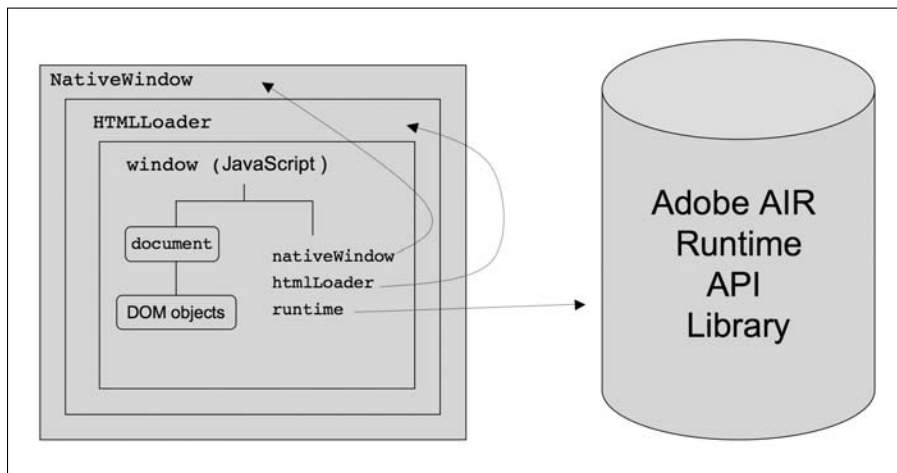 NativeWindow
HTMLLoader
window (JavaScript )
document
DOM objects
nativeWindow
htmlLoader
runtime
Adobe AIR
Runtime
API
Library